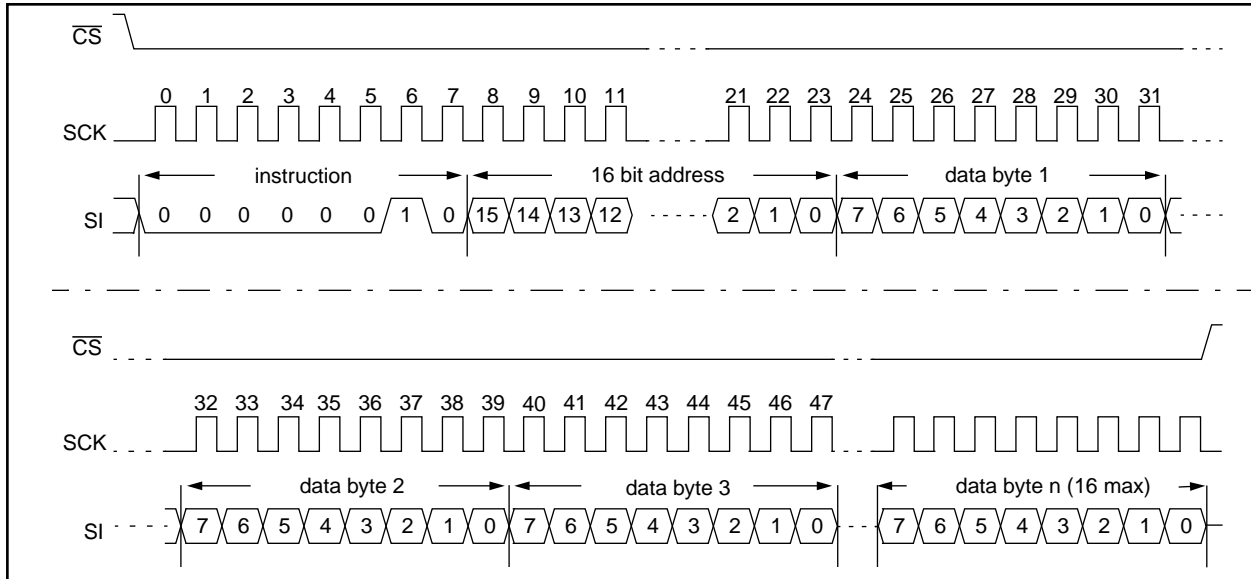 CS
0 1 2 3 4 5 6 7 8 9 10 11 21 22 23 24 25 26 27 28 29 30 31
SCK
instruction 16 bit address data byte 1
SI 0 0 0 0 0 0 1 0 15 14 13 12 2 1 0 7 6 5 4 3 2 1 0
CS
32 33 34 35 36 37 38 39 40 41 42 43 44 45 46 47
SCK
data byte 2 data byte 3 data byte n (16 max)
SI 7 6 5 4 3 2 1 0 7 6 5 4 3 2 1 0 7 6 5 4 3 2 1 0